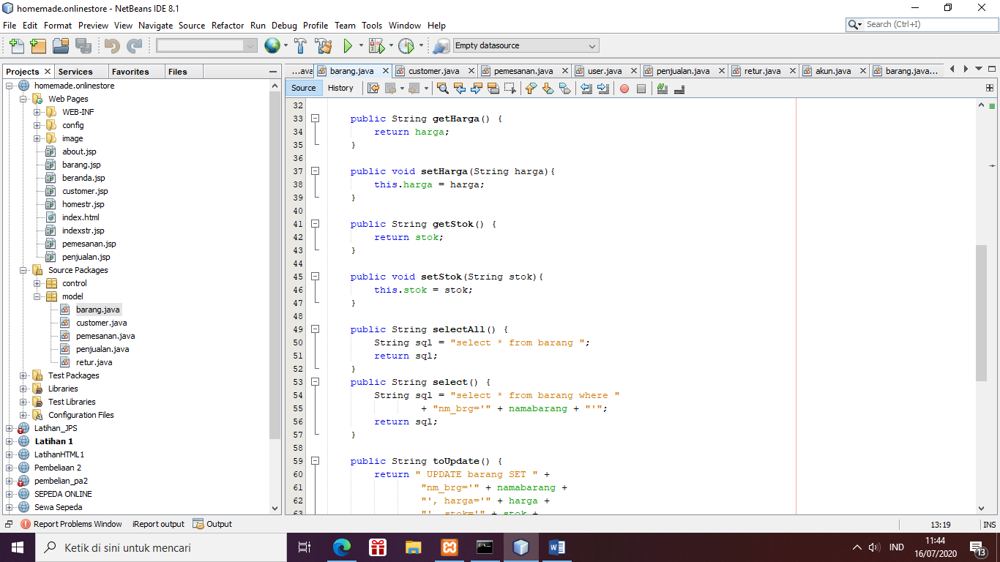 homemade.onlinestore - NetBeans IDE 8.1
File Edit Format Preview View Navigate Source Refactor Run Debug Profile Team Tools Window Help
Search (Ctrl+I)
Empty datasource
Projects Services Favorites Files
homemade.onlinestore
Web Pages
WEB-INF
config
image
about.jsp
barang.jsp
beranda.jsp
customer.jsp
homestr.jsp
index.html
indexstr.jsp
pemesanan.jsp
penjualan.jsp
Source Packages
control
model
barang.java
customer.java
pemesanan.java
penjualan.java
retur.java
Test Packages
Libraries
Test Libraries
Configuration Files
Latihan_JPS
Latihan 1
LatihanHTML1
Pembeliaan 2
pembelian_pa2
SEPEDA ONLINE
Sewa Sepeda
...ava barang.java customer.java pemesanan.java user.java penjualan.java retur.java akun.java barang.java...
Source History
32
33 public String getHarga() {
34 return harga;
35 }
36
37 public void setHarga(String harga){
38 this.harga = harga;
39 }
40
41 public String getStok() {
42 return stok;
43 }
44
45 public void setStok(String stok){
46 this.stok = stok;
47 }
48
49 public String selectAll() {
50 String sql = "select * from barang ";
51 return sql;
52 }
53 public String select() {
54 String sql = "select * from barang where "
55 + "nm_brg='" + namabarang + "'";
56 return sql;
57 }
58
59 public String toUpdate() {
60 return " UPDATE barang SET " +
61 "nm_brg='" + namabarang +
62 "', harga='" + harga +
63 "', stok='" + stok +
Report Problems Window iReport output Output
13:19 INS
Ketik di sini untuk mencari
IND
11:44
16/07/2020
13